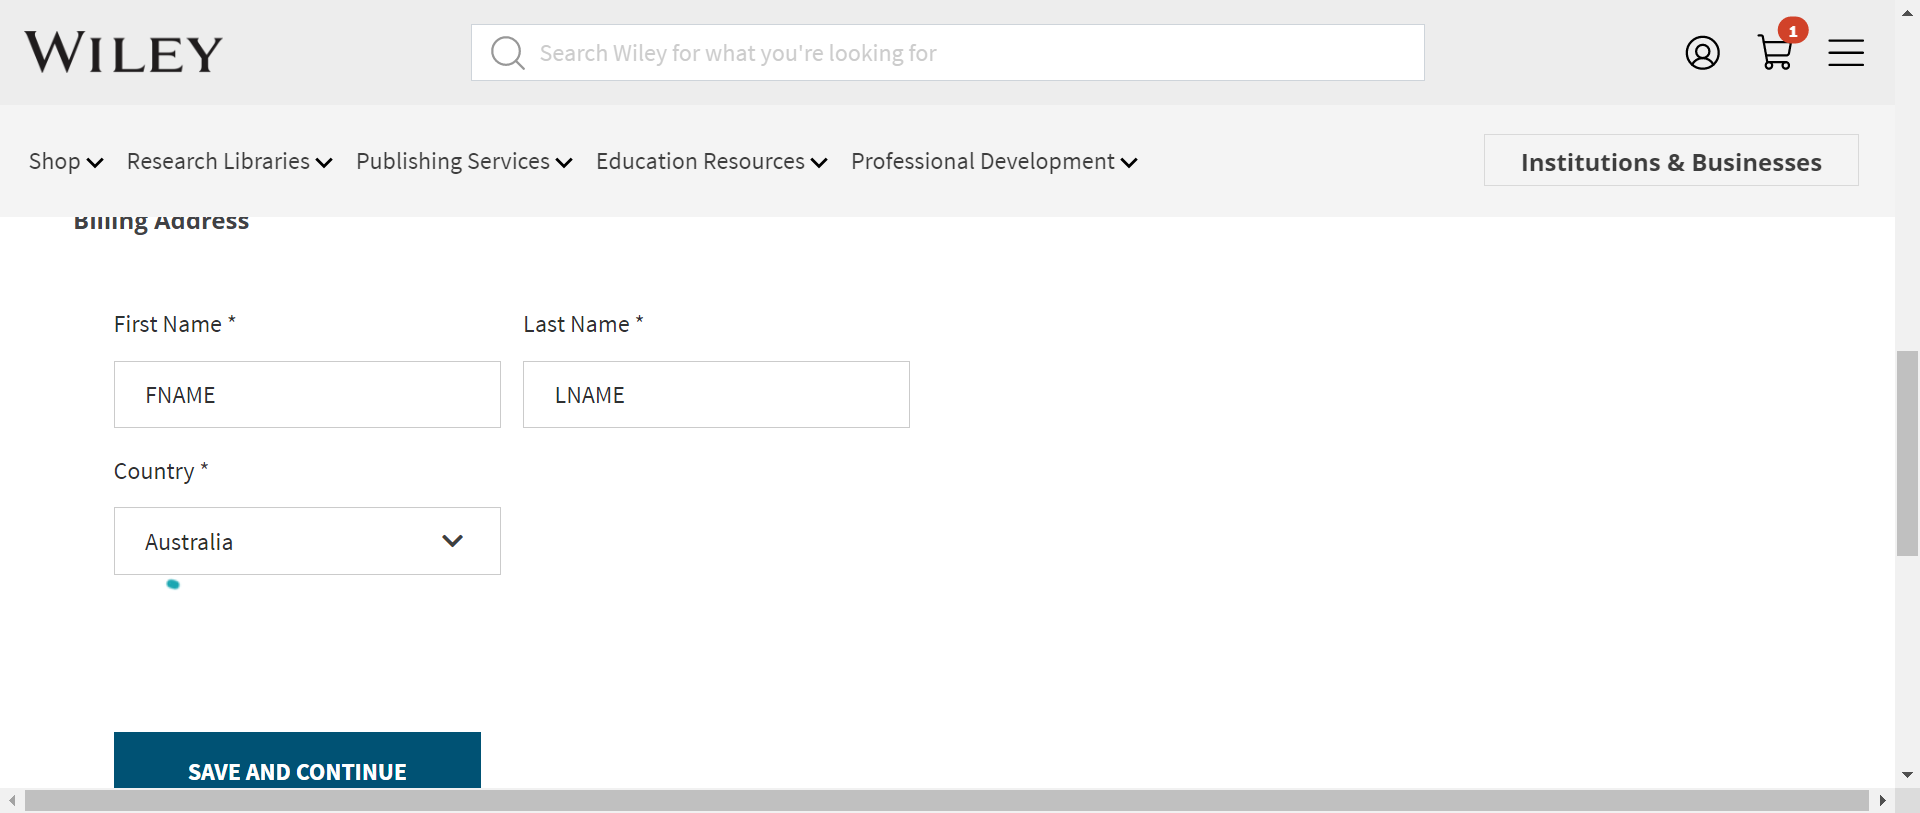 WILEY
Search Wiley for what you're looking for
1
Shop
Research Libraries
Publishing Services
Education Resources
Professional Development
Institutions & Businesses
Billing Address
First Name *
Last Name *
FNAME
LNAME
Country *
Australia
SAVE AND CONTINUE